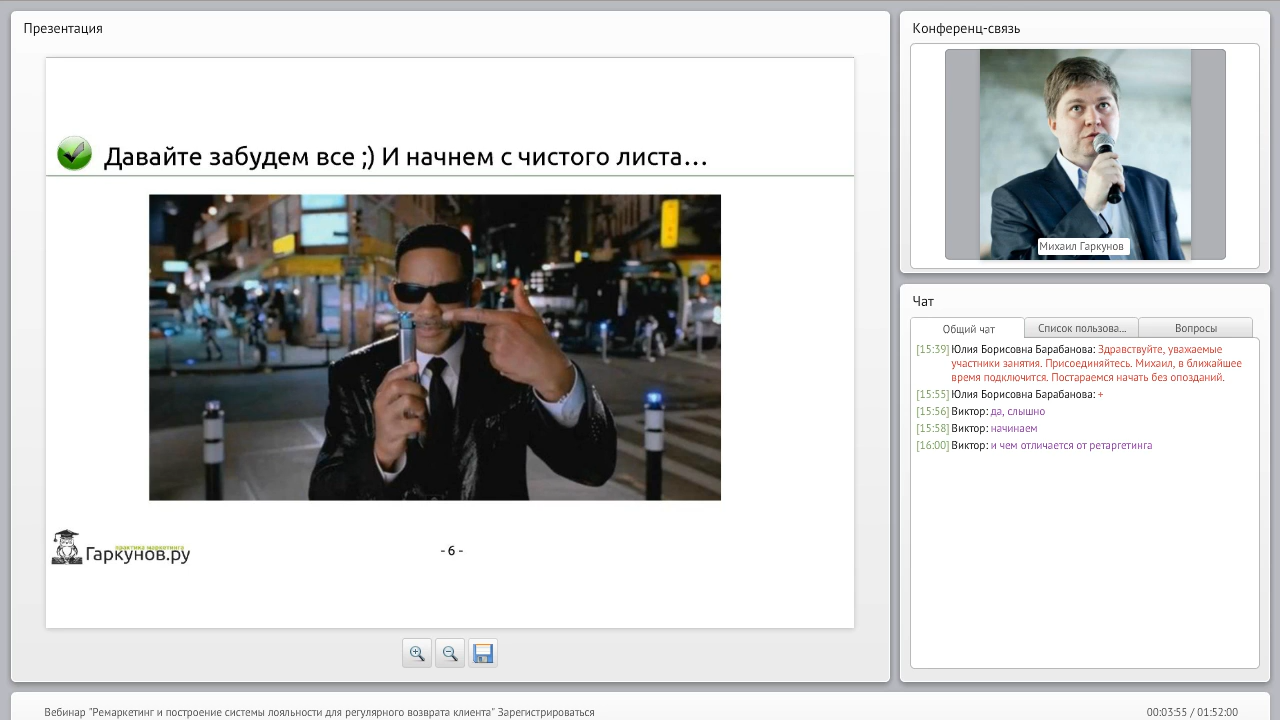 Презентация
Давайте забудем все ;) И начнем с чистого листа...
практика маркетинга
Гаркунов.ру
- 6 -
Конференц-связь
Михаил Гаркунов
Чат
Общий чат
Список пользова...
Вопросы
[15:39] Юлия Борисовна Барабанова: Здравствуйте, уважаемые
участники занятия. Присоединяйтесь. Михаил, в ближайшее
время подключится. Постараемся начать без опозданий.
[15:55] Юлия Борисовна Барабанова: +
[15:56] Виктор: да, слышно
[15:58] Виктор: начинаем
[16:00] Виктор: и чем отличается от ретаргетинга
Вебинар "Ремаркетинг и построение системы лояльности для регулярного возврата клиента" Зарегистрироваться
00:03:55 / 01:52:00